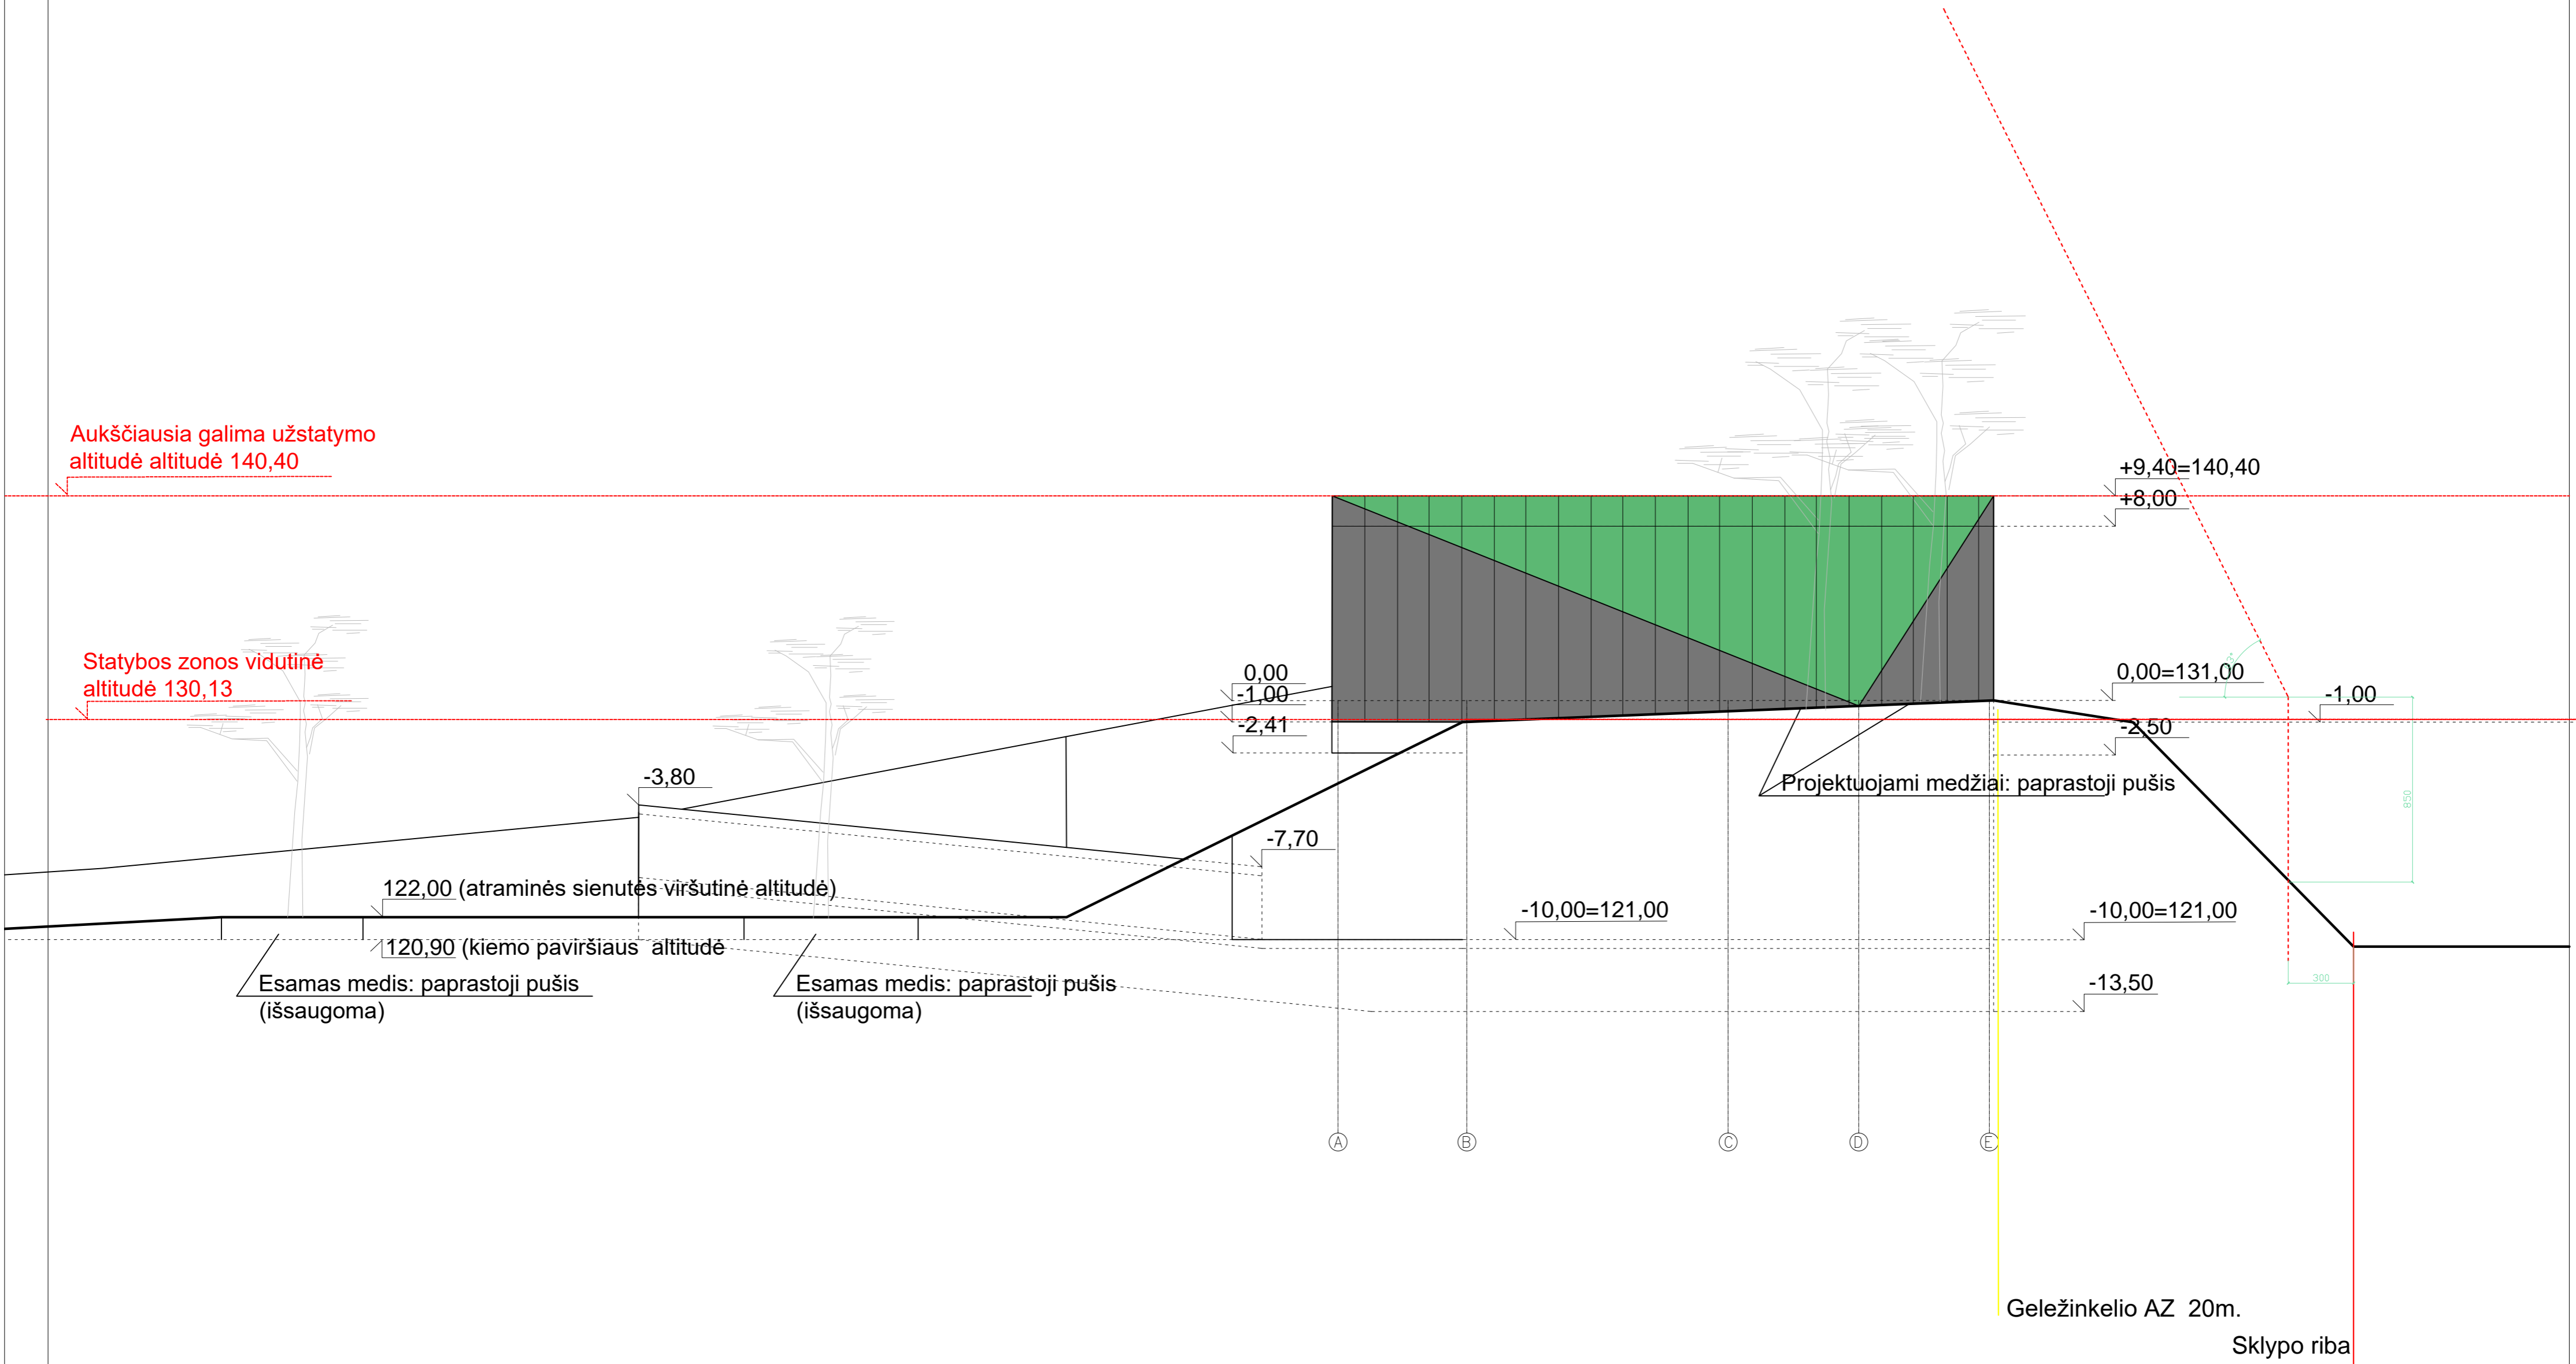 Aukščiausia galima užstatymo
altitudė altitudė 140,40
+9,40=140,40
+8,00
Statybos zonos vidutinė
altitudė 130,13
0,00
-1,00
-2,41
0,00=131,00
-1,00
-2,50
-3,80
Projektuojami medžiai: paprastoji pušis
850
-7,70
122,00 (atraminės sienutės viršutinė altitudė)
-10,00=121,00
-10,00=121,00
120,90 (kiemo paviršiaus altitudė
Esamas medis: paprastoji pušis
(išsaugoma)
Esamas medis: paprastoji pušis
(išsaugoma)
-13,50
300
A
B
C
D
E
Geležinkelio AZ 20m.
Sklypo riba